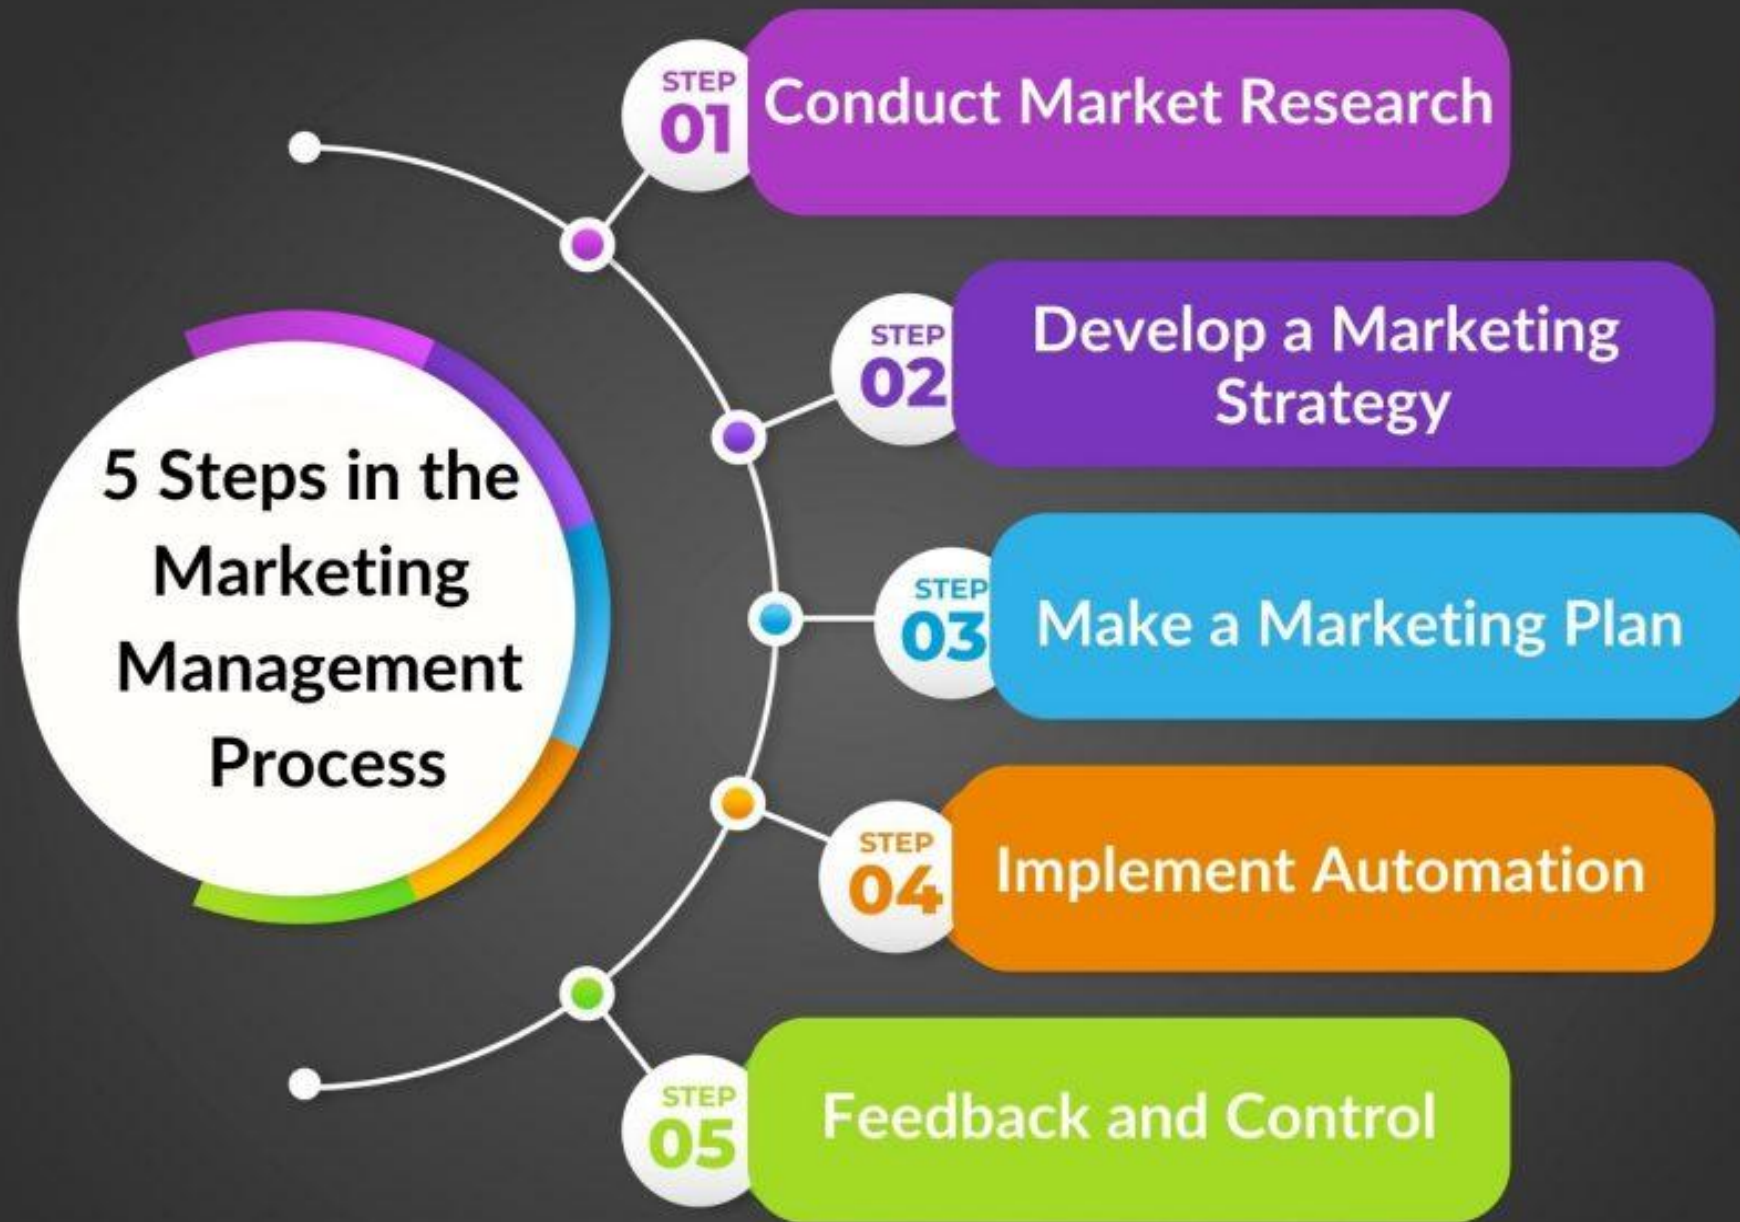 5 Steps in the
Marketing
Management
Process
STEP
01
Conduct Market Research
STEP
02
Develop a Marketing
Strategy
STEP
03
Make a Marketing Plan
STEP
04
Implement Automation
STEP
05
Feedback and Control